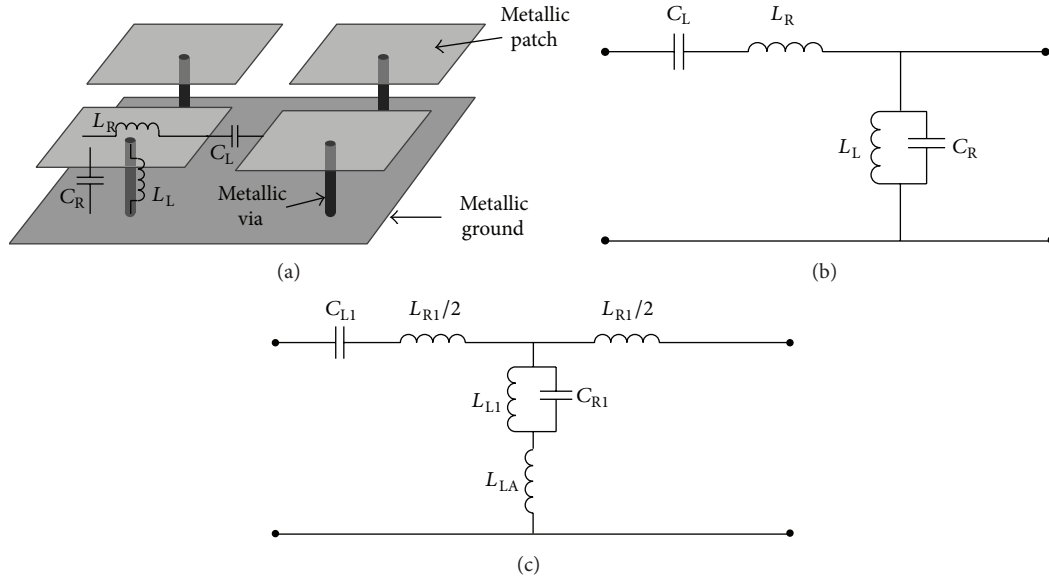 Metallic
patch
L_R
C_L
C_R
L_L
Metallic
via
Metallic
ground
(a)
C_L
L_R
L_L
C_R
(b)
C_L1
L_R1/2
L_R1/2
L_L1
C_R1
L_LA
(c)